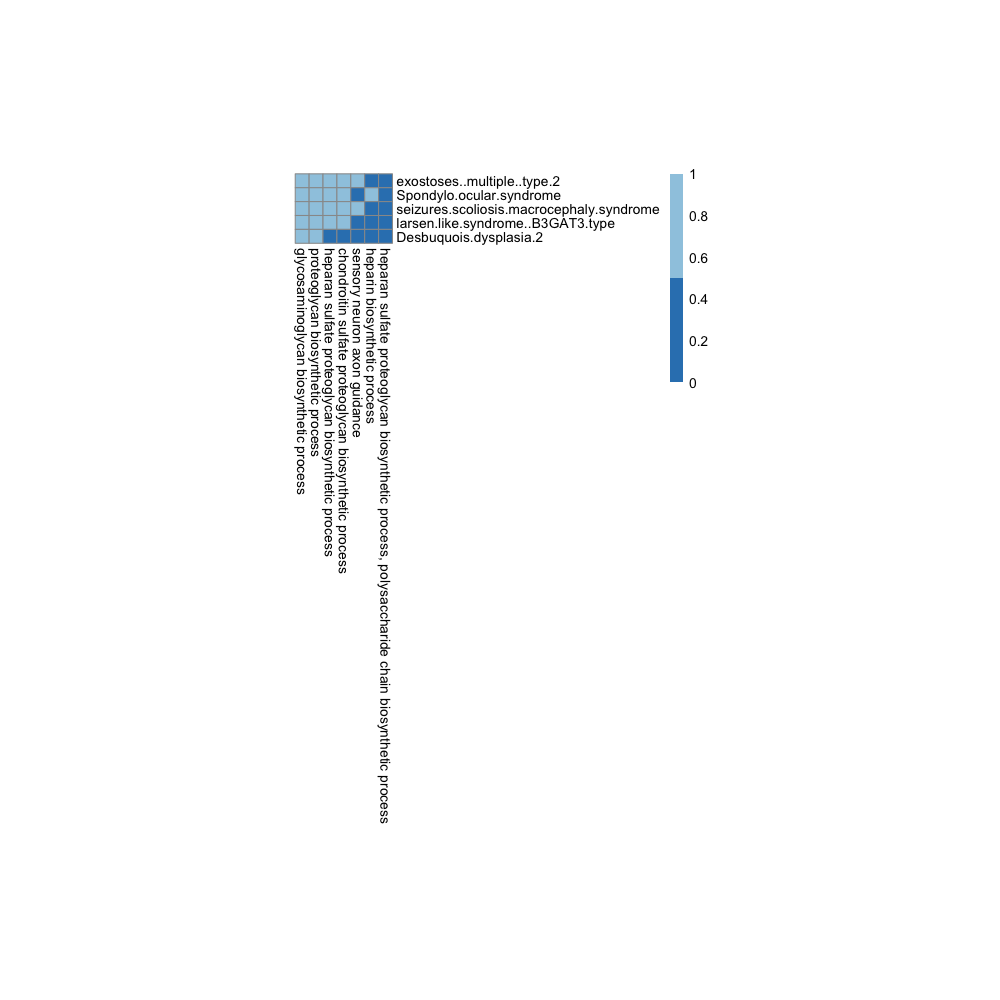 exostoses..multiple..type.2
Spondylo.ocular.syndrome
seizures.scoliosis.macrocephaly.syndrome
larsen.like.syndrome..B3GAT3.type
Desbuquois.dysplasia.2
glycosaminoglycan biosynthetic process
proteoglycan biosynthetic process
heparan sulfate proteoglycan biosynthetic process
chondroitin sulfate proteoglycan biosynthetic process
sensory neuron axon guidance
heparin biosynthetic process
heparan sulfate proteoglycan biosynthetic process, polysaccharide chain biosynthetic process
1
0.8
0.6
0.4
0.2
0